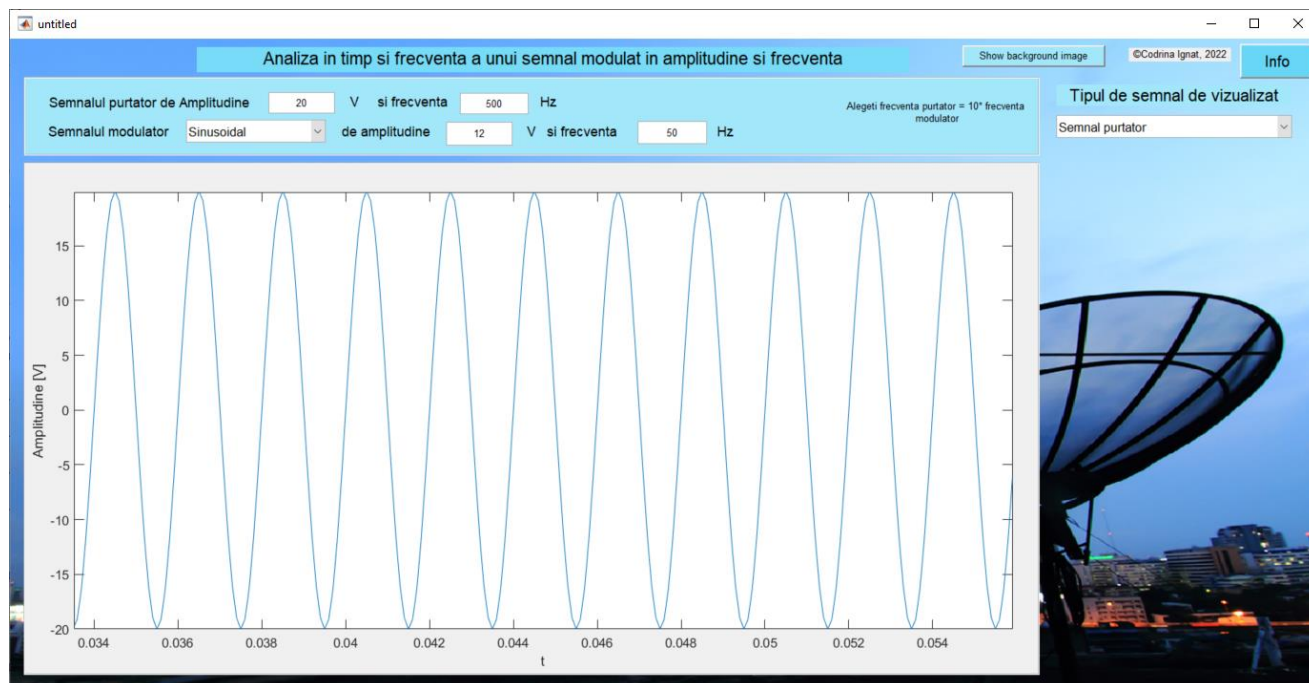 untitled
Analiza in timp si frecventa a unui semnal modulat in amplitudine si frecventa
Show background image
©Codrina Ignat, 2022
Info
Semnalul purtator de Amplitudine 20 V si frecventa 500 Hz
Semnalul modulator Sinusoidal de amplitudine 12 V si frecventa 50 Hz
Alegeti frecventa purtator = 10* frecventa
modulator
Tipul de semnal de vizualizat
Semnal purtator
Amplitudine [V]
15
10
5
0
-5
-10
-15
-20
0.034 0.036 0.038 0.04 0.042 0.044 0.046 0.048 0.05 0.052 0.054
t